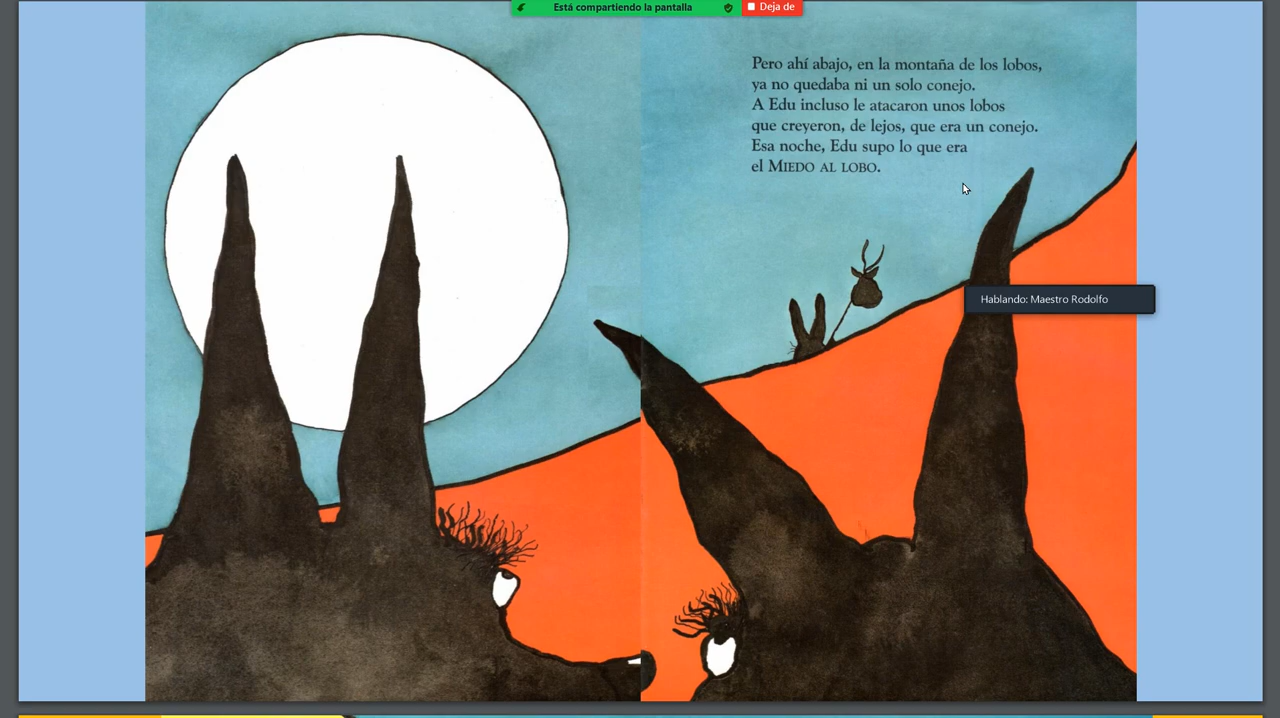 Está compartiendo la pantalla
Deja de
Pero ahí abajo, en la montaña de los lobos,
ya no quedaba ni un solo conejo.
A Edu incluso le atacaron unos lobos
que creyeron, de lejos, que era un conejo.
Esa noche, Edu supo lo que era
el MIEDO AL LOBO.
Hablando: Maestro Rodolfo